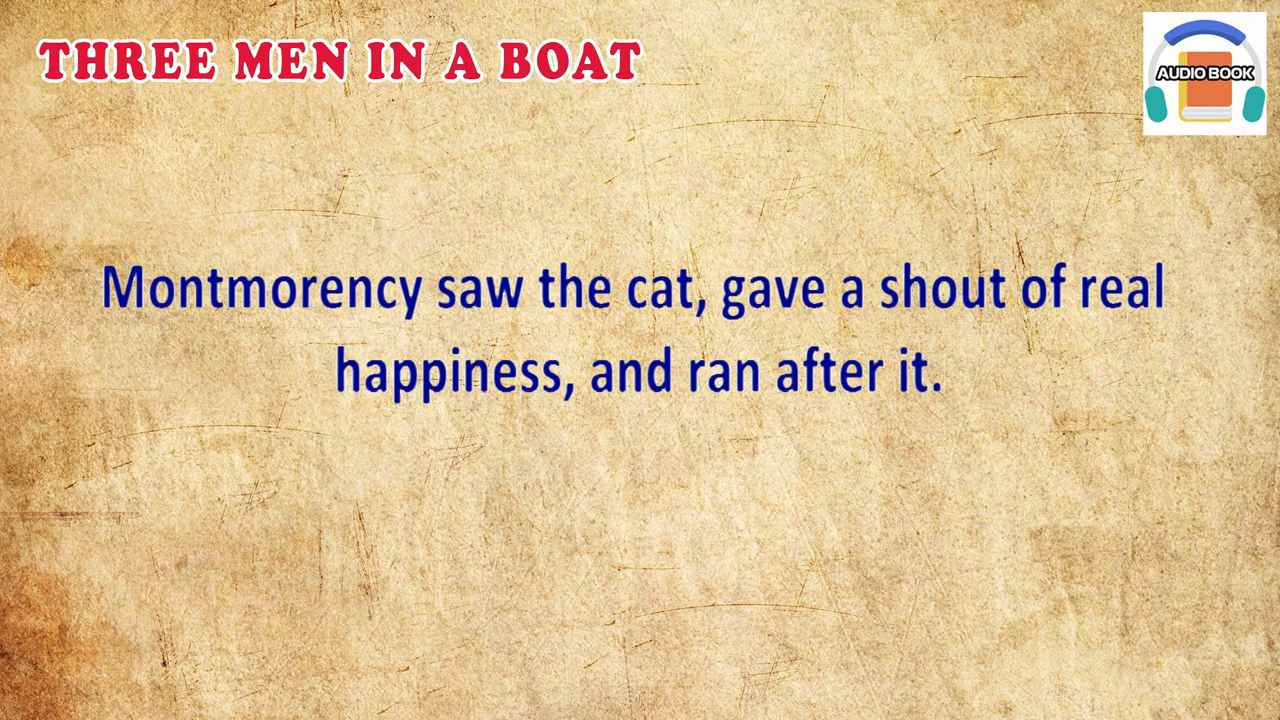 THREE MEN IN A BOAT
AUDIO BOOK
Montmorency saw the cat, gave a shout of real
happiness, and ran after it.